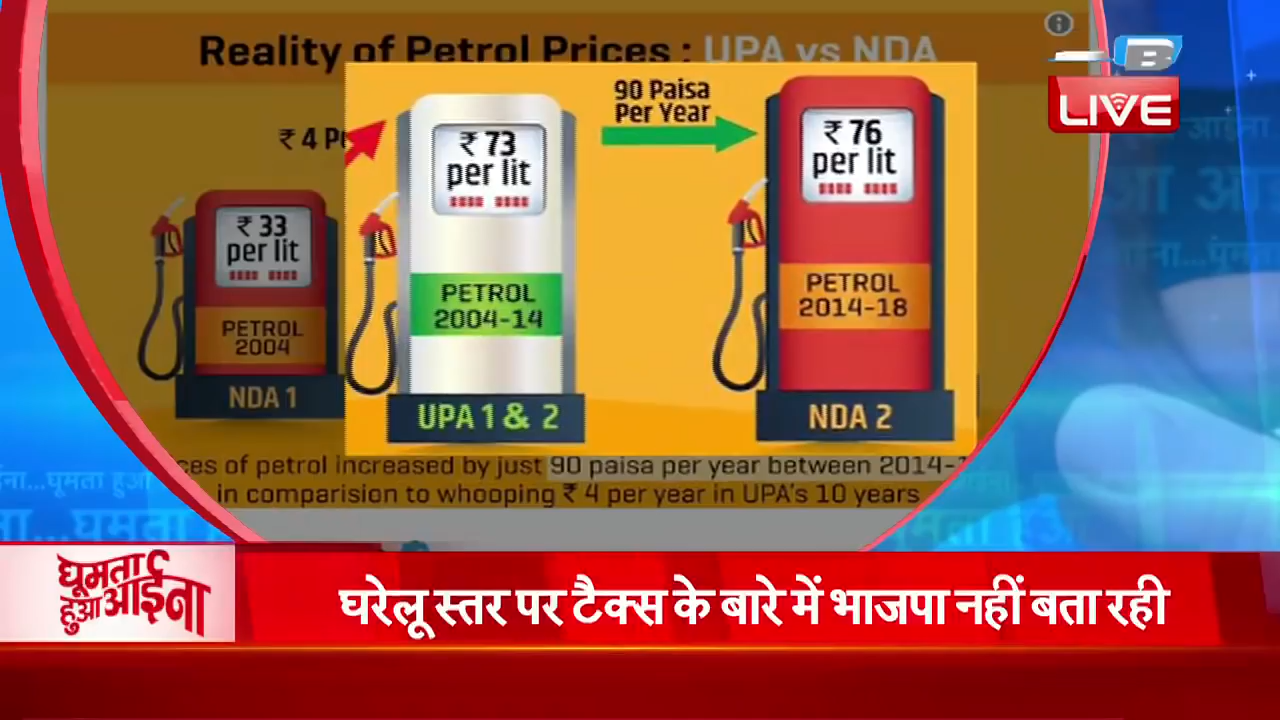 Reality of Petrol Prices : UPA vs NDA
B
LIVE
90 Paisa
Per Year
₹ 4
₹ 73
per lit
₹ 76
per lit
₹ 33
per lit
PETROL
2004-14
PETROL
2014-18
PETROL
2004
NDA 1
UPA 1 & 2
NDA 2
of petrol increased by just 90 paisa per year between 2014-
in comparision to whooping ₹ 4 per year in UPA's 10 years
घूमता हुआ
घूमता
घूमता
हुआ आईना
घरेलू स्तर पर टैक्स के बारे में भाजपा नहीं बता रही